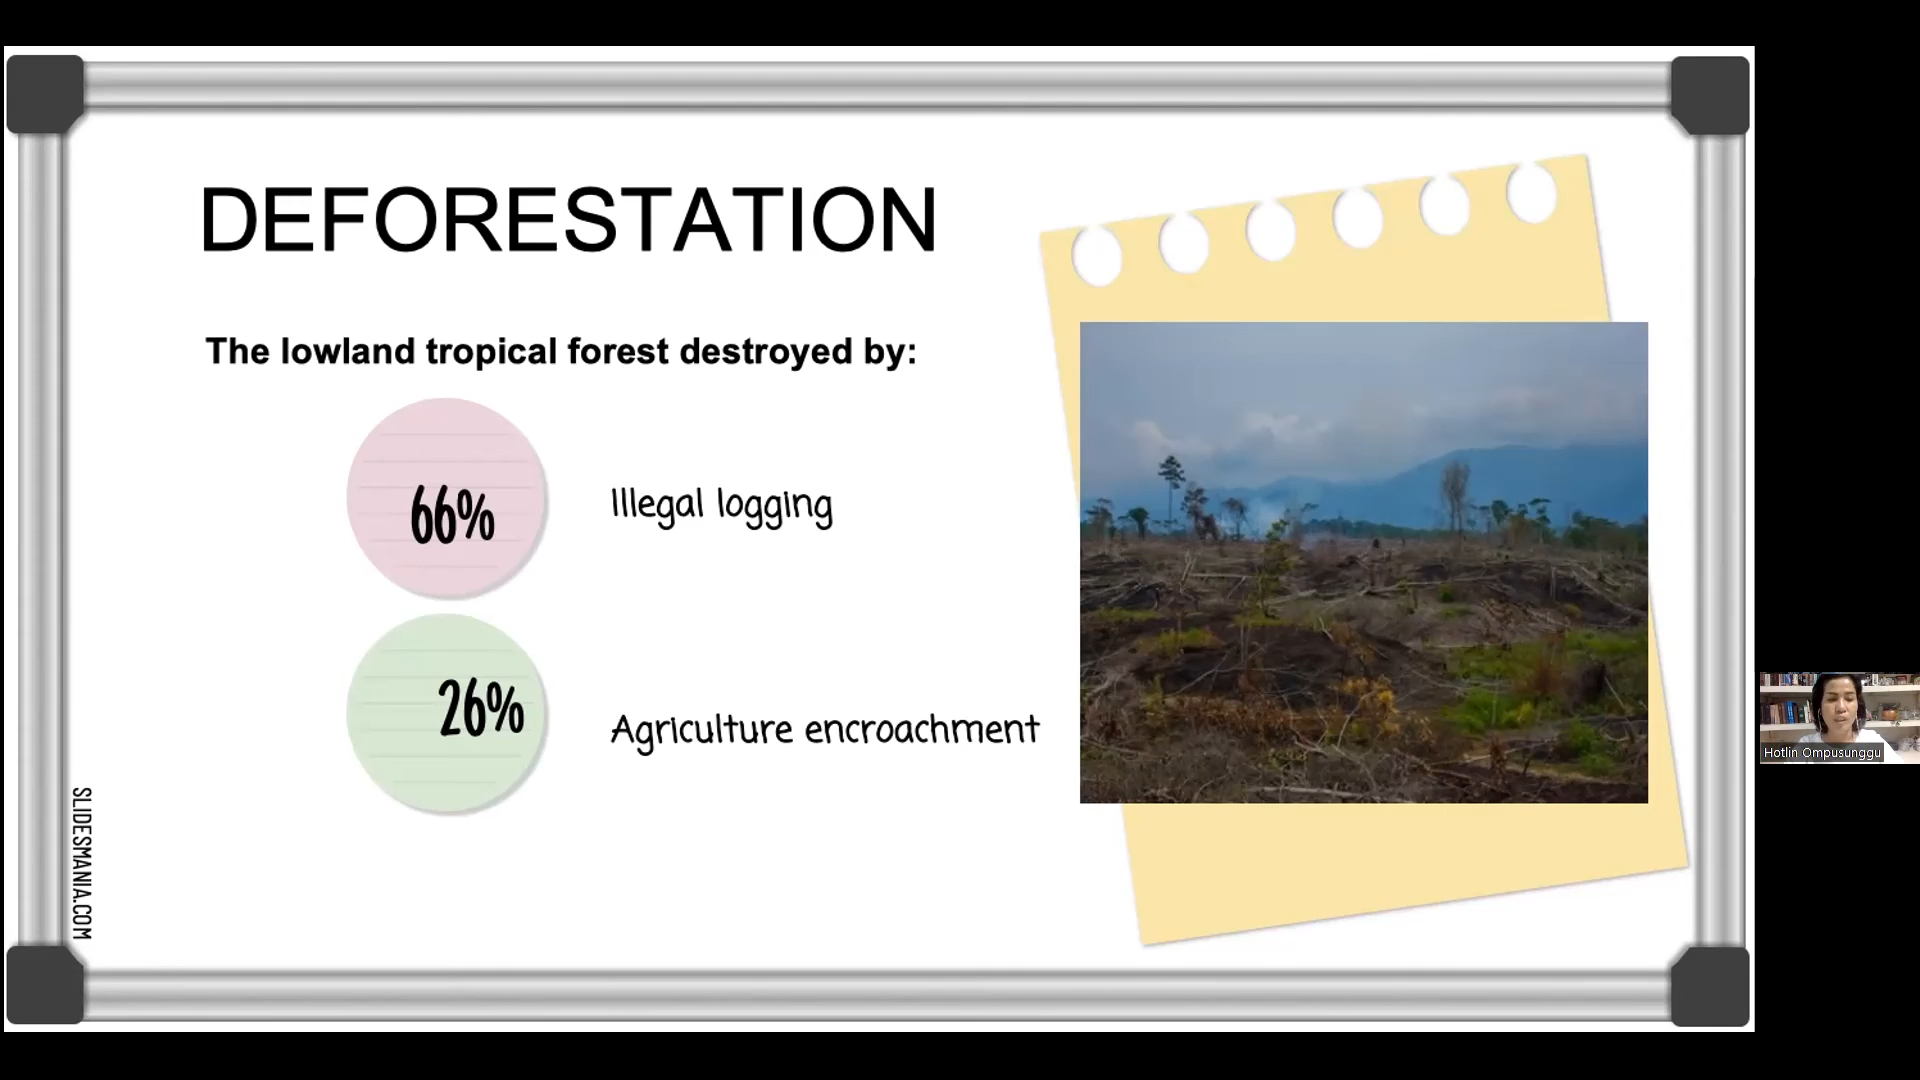 DEFORESTATION
The lowland tropical forest destroyed by:
66%
Illegal logging
26%
Agriculture encroachment
SLIDESMANIA.COM
Hotlin Ompusunggu